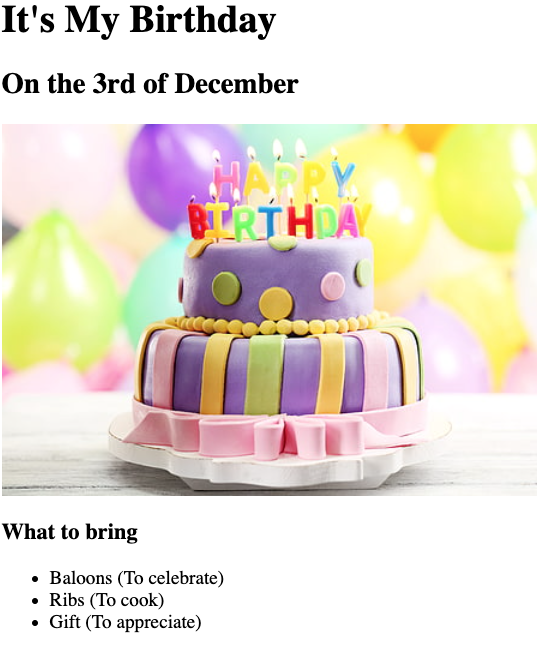 It's My Birthday
On the 3rd of December
HAPPY
BIRTHDAY
What to bring
Baloons (To celebrate)
Ribs (To cook)
Gift (To appreciate)